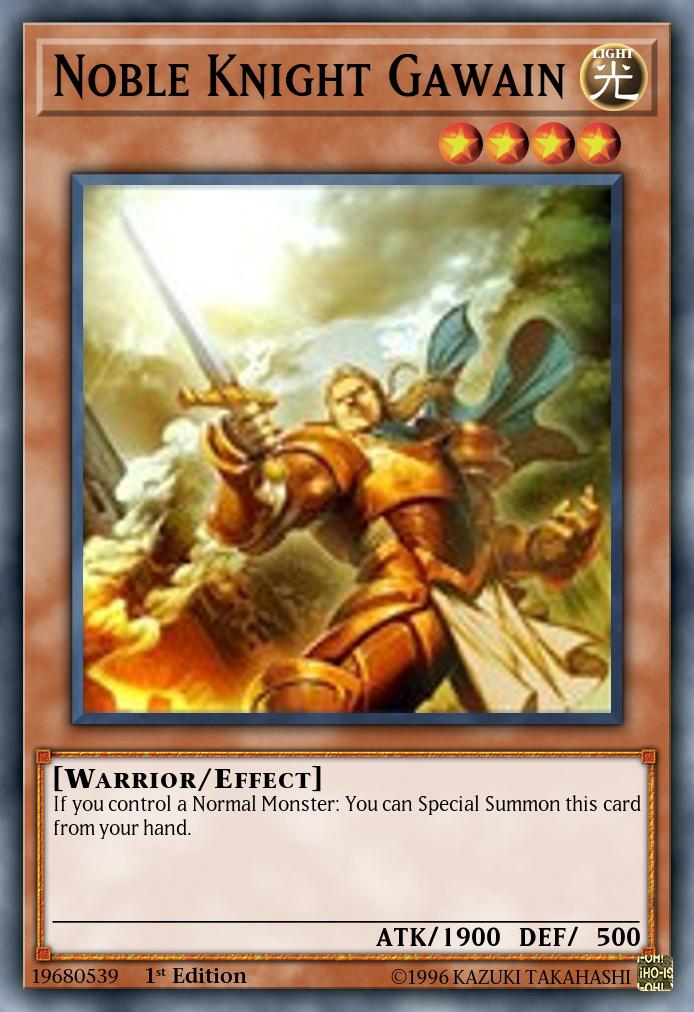 Noble Knight Gawain
LIGHT
光
[Warrior/Effect]
If you control a Normal Monster: You can Special Summon this card
from your hand.
ATK/1900 DEF/ 500
19680539 1st Edition ©1996 KAZUKI TAKAHASHI